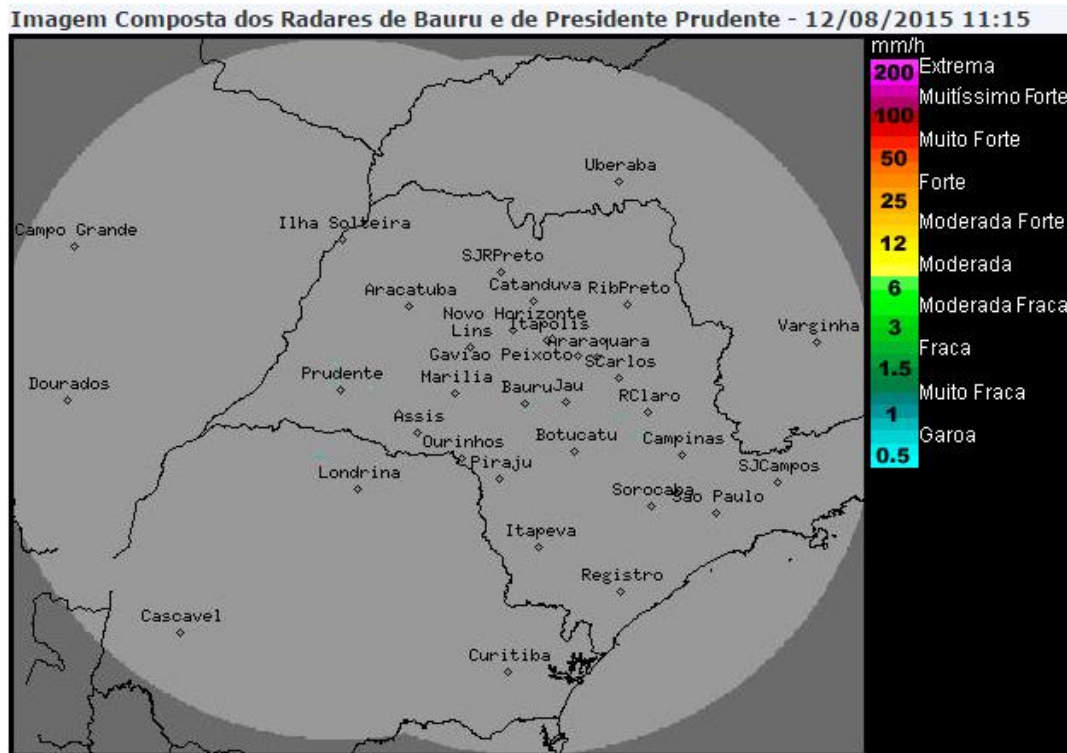 Imagem Composta dos Radares de Bauru e de Presidente Prudente - 12/08/2015 11:15
mm/h
200 Extrema
Muitíssimo Forte
100
Muito Forte
50
Forte
25
Moderada Forte
12
Moderada
6
Moderada Fraca
3
Fraca
1.5
Muito Fraca
1
Garoa
0.5
Uberaba
Campo Grande
Ilha Solteira
SJRPreto
Aracatuba
Catanduva
RibPreto
Novo Horizonte
Itapolis
Lins
Araraquara
Varginha
Gaviao Peixoto
SCarlos
Dourados
Prudente
Marilia
Bauru
Jau
RClaro
Assis
Ourinhos
Botucatu
Campinas
Londrina
Piraju
SJCampos
Sorocaba
Sao Paulo
Itapeva
Registro
Cascavel
Curitiba